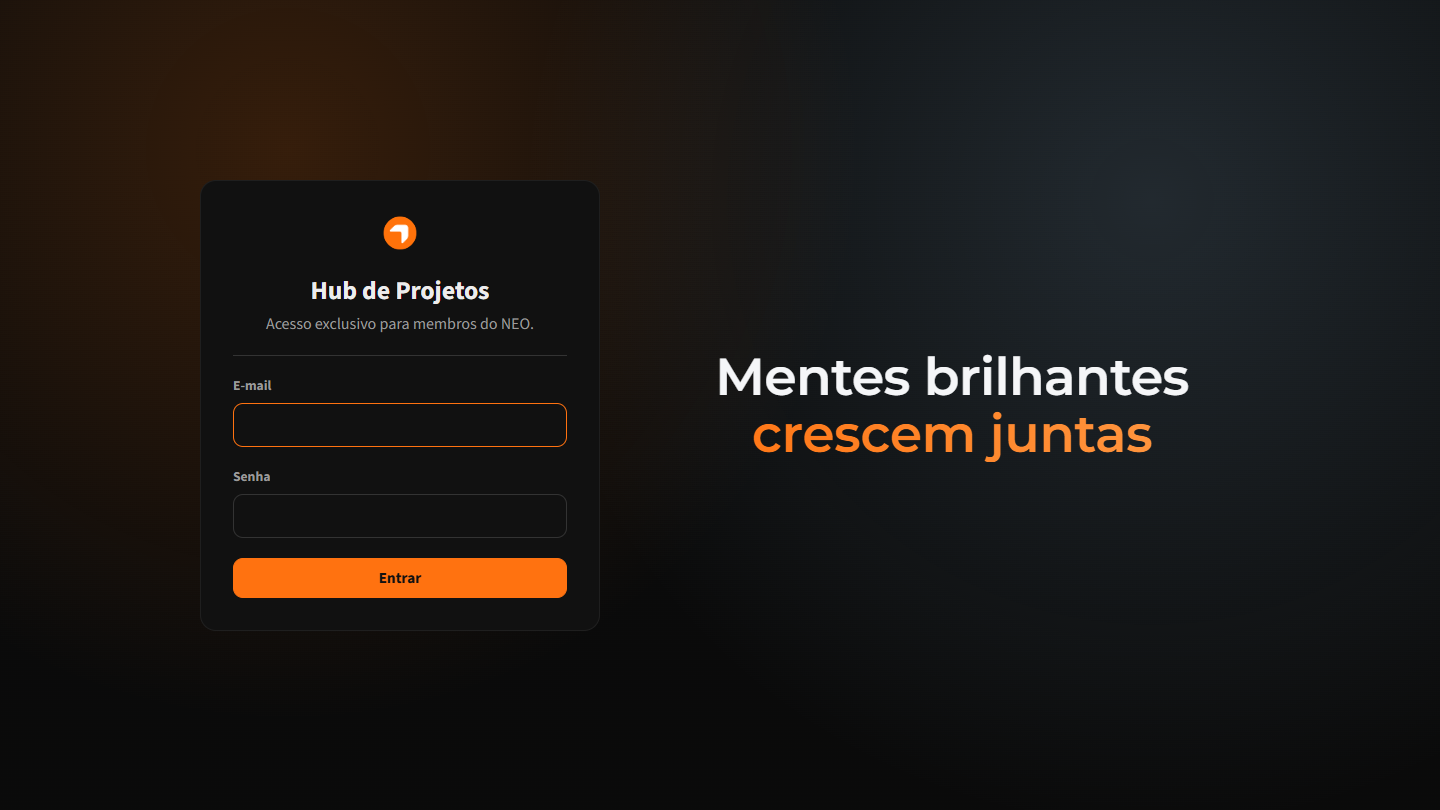 Hub de Projetos
Acesso exclusivo para membros do NEO.
E-mail
Senha
Entrar
Mentes brilhantes
crescem juntas